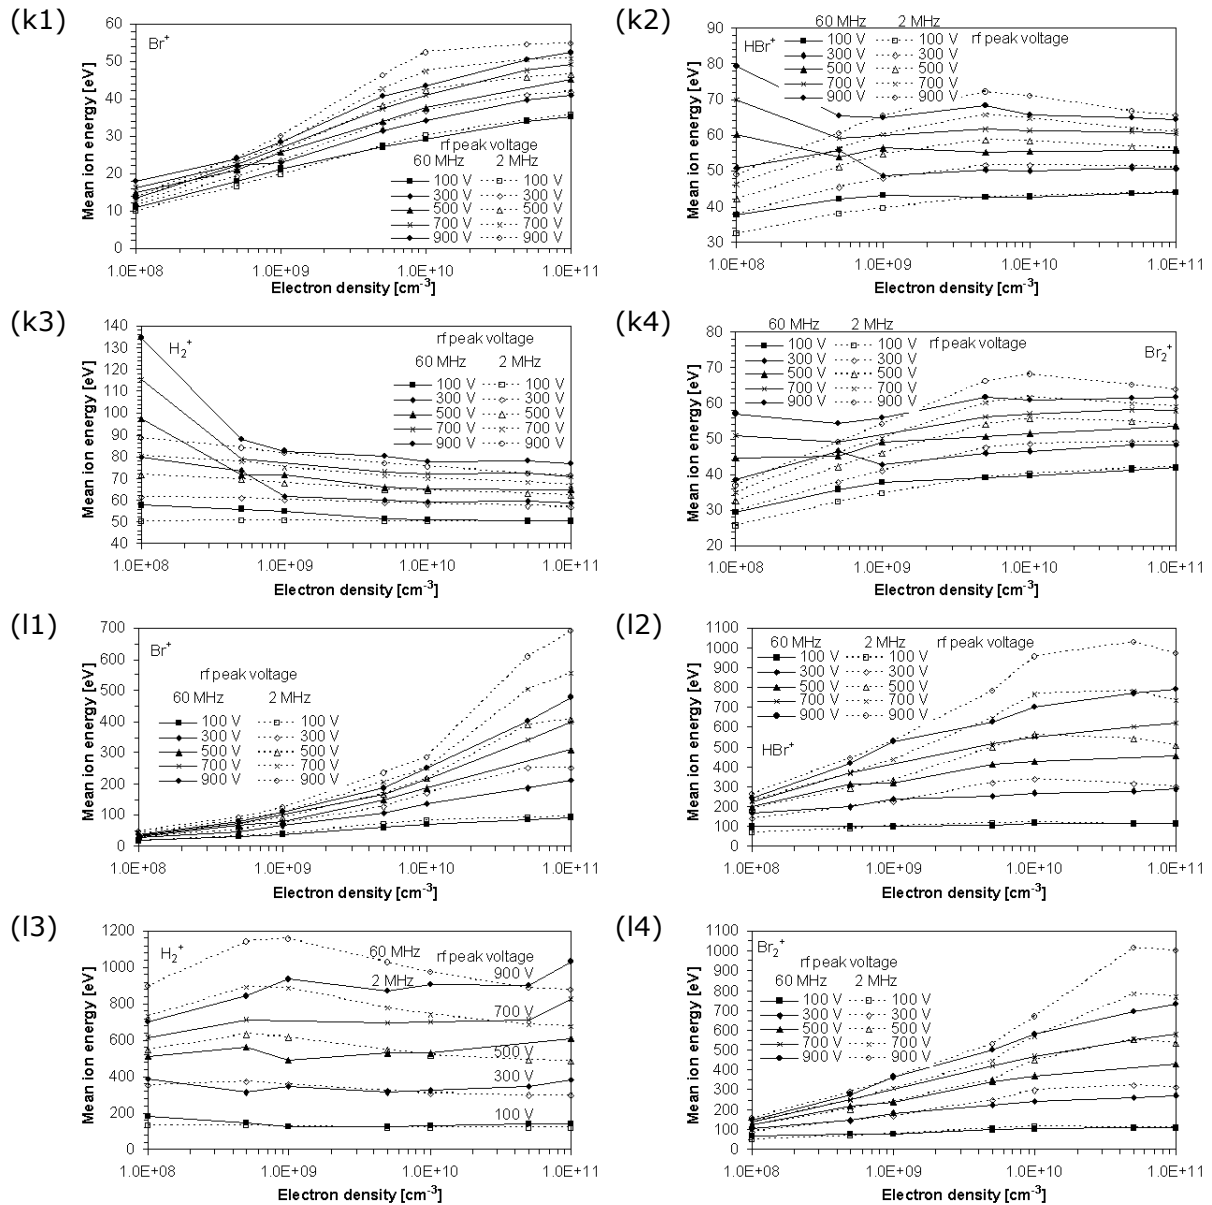 (k1)
60
50
40
30
20
10
0
Mean ion energy [eV]
Br+
rf peak voltage
60 MHz 2 MHz
100 V 100 V
300 V 300 V
500 V 500 V
700 V 700 V
900 V 900 V
1.0E+08 1.0E+09 1.0E+10 1.0E+11
Electron density [cm-3]
(k2)
90
80
70
60
50
40
30
Mean ion energy [eV]
HBr+
60 MHz 2 MHz
rf peak voltage
100 V 100 V
300 V 300 V
500 V 500 V
700 V 700 V
900 V 900 V
1.0E+08 1.0E+09 1.0E+10 1.0E+11
Electron density [cm-3]
(k3)
140
130
120
110
100
90
80
70
60
50
40
Mean ion energy [eV]
H2+
rf peak voltage
60 MHz 2 MHz
100 V 100 V
300 V 300 V
500 V 500 V
700 V 700 V
900 V 900 V
1.0E+08 1.0E+09 1.0E+10 1.0E+11
Electron density [cm-3]
(k4)
80
70
60
50
40
30
20
Mean ion energy [eV]
60 MHz 2 MHz
rf peak voltage
Br2+
100 V 100 V
300 V 300 V
500 V 500 V
700 V 700 V
900 V 900 V
1.0E+08 1.0E+09 1.0E+10 1.0E+11
Electron density [cm-3]
(l1)
700
600
500
400
300
200
100
0
Mean ion energy [eV]
Br+
rf peak voltage
60 MHz 2 MHz
100 V 100 V
300 V 300 V
500 V 500 V
700 V 700 V
900 V 900 V
1.0E+08 1.0E+09 1.0E+10 1.0E+11
Electron density [cm-3]
(l2)
1100
1000
900
800
700
600
500
400
300
200
100
0
Mean ion energy [eV]
60 MHz 2 MHz rf peak voltage
100 V 100 V
300 V 300 V
500 V 500 V
700 V 700 V
900 V 900 V
HBr+
1.0E+08 1.0E+09 1.0E+10 1.0E+11
Electron density [cm-3]
(l3)
1200
1000
800
600
400
200
0
Mean ion energy [eV]
H2+
60 MHz
2 MHz
rf peak voltage
900 V
700 V
500 V
300 V
100 V
1.0E+08 1.0E+09 1.0E+10 1.0E+11
Electron density [cm-3]
(l4)
1100
1000
900
800
700
600
500
400
300
200
100
0
Mean ion energy [eV]
Br2+
rf peak voltage
60 MHz 2 MHz
100 V 100 V
300 V 300 V
500 V 500 V
700 V 700 V
900 V 900 V
1.0E+08 1.0E+09 1.0E+10 1.0E+11
Electron density [cm-3]